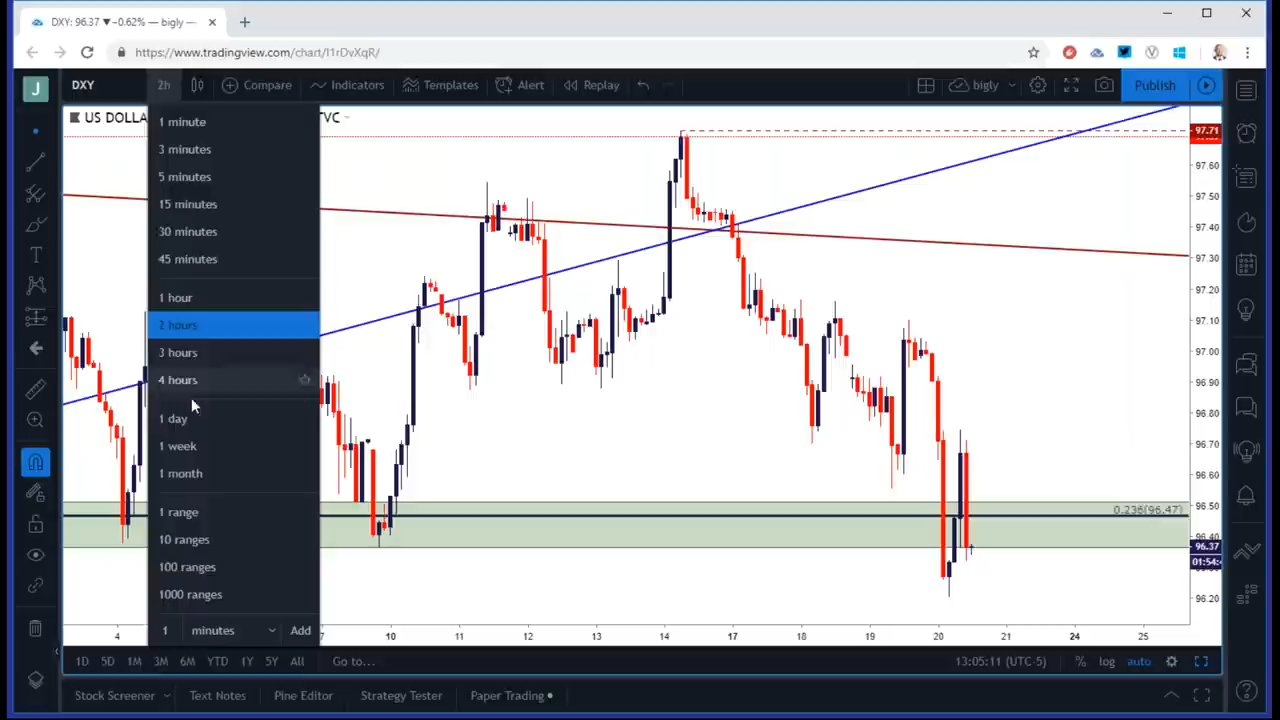 DXY: 96.37 ▼−0.62% — bigly
https://www.tradingview.com/chart/I1rDvXqR/
J
DXY
2h
Compare
Indicators
Templates
Alert
Replay
bigly
Publish
US DOLLA
TVC
1 minute
3 minutes
5 minutes
15 minutes
30 minutes
45 minutes
1 hour
2 hours
3 hours
4 hours
1 day
1 week
1 month
1 range
10 ranges
100 ranges
1000 ranges
1 minutes Add
97.71
97.60
97.50
97.40
97.30
97.20
97.10
97.00
96.90
96.80
96.70
96.60
96.50
0.236(96.47)
96.40
96.37
01:54:
96.20
4 7 10 11 12 13 14 17 18 19 20 21 24 25
1D 5D 1M 3M 6M YTD 1Y 5Y All Go to...
13:05:11 (UTC-5) % log auto
Stock Screener Text Notes Pine Editor Strategy Tester Paper Trading